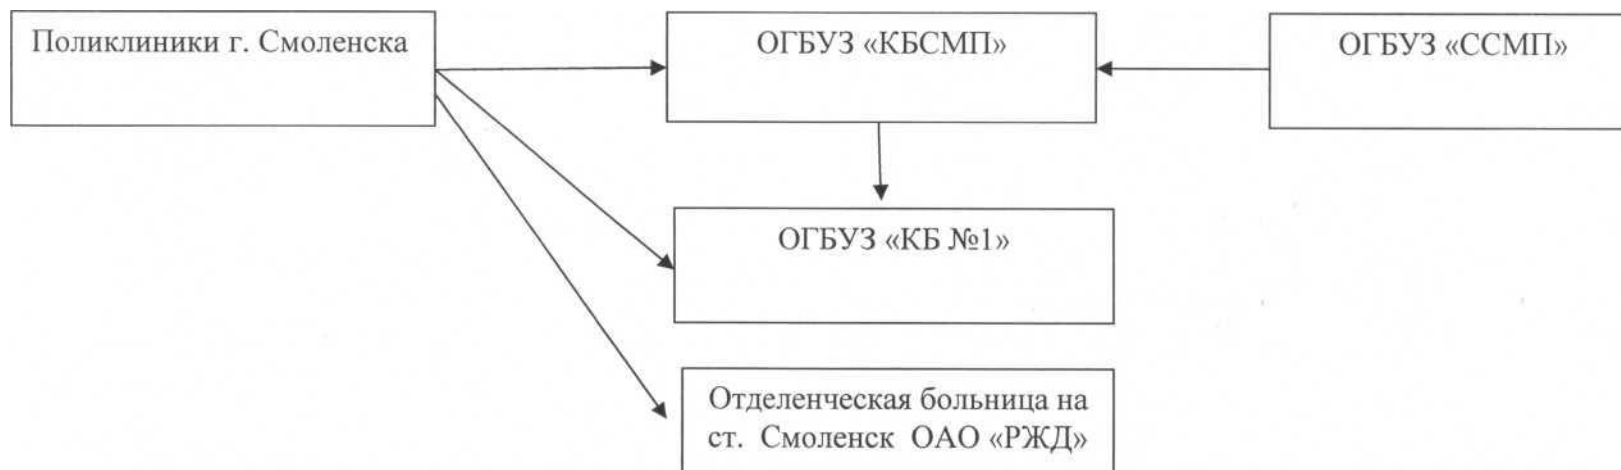 Поликлиники г. Смоленска
ОГБУЗ «КБСМП»
ОГБУЗ «ССМП»
ОГБУЗ «КБ №1»
Отделенческая больница на
ст. Смоленск ОАО «РЖД»